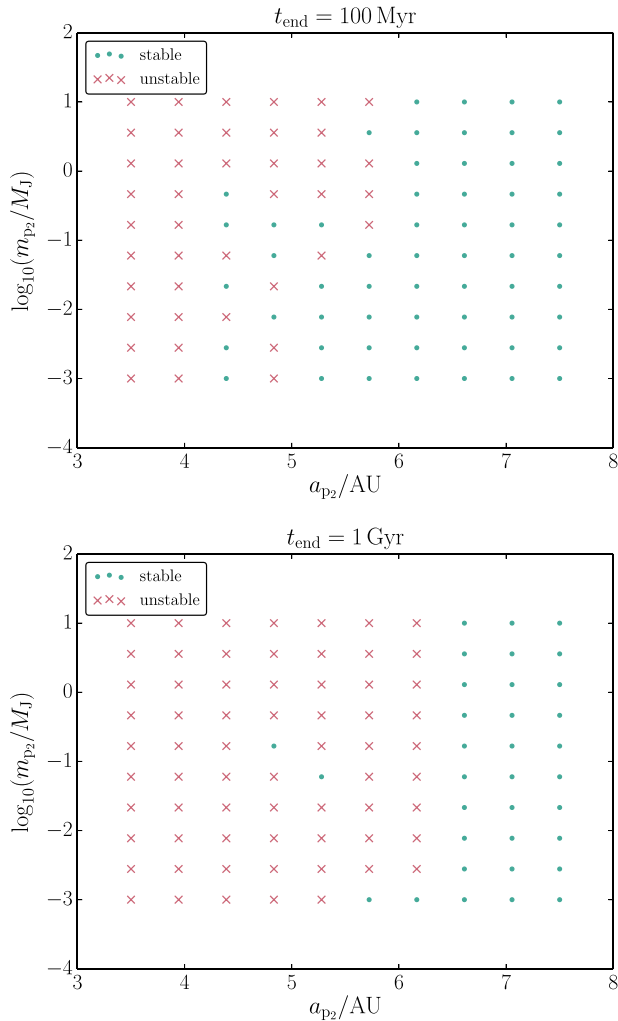 t_end = 100 Myr
2
stable
unstable
1
0
−1
−2
−3
−4
log₁₀(m_p₂/M_J)
3 4 5 6 7 8
a_p₂/AU
t_end = 1 Gyr
2
stable
unstable
1
0
−1
−2
−3
−4
log₁₀(m_p₂/M_J)
3 4 5 6 7 8
a_p₂/AU